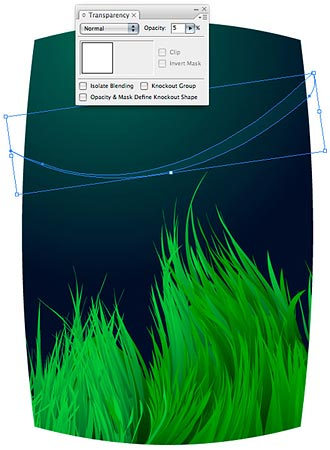 Transparency
Normal Opacity: 5 %
Clip
Invert Mask
Isolate Blending Knockout Group
Opacity & Mask Define Knockout Shape